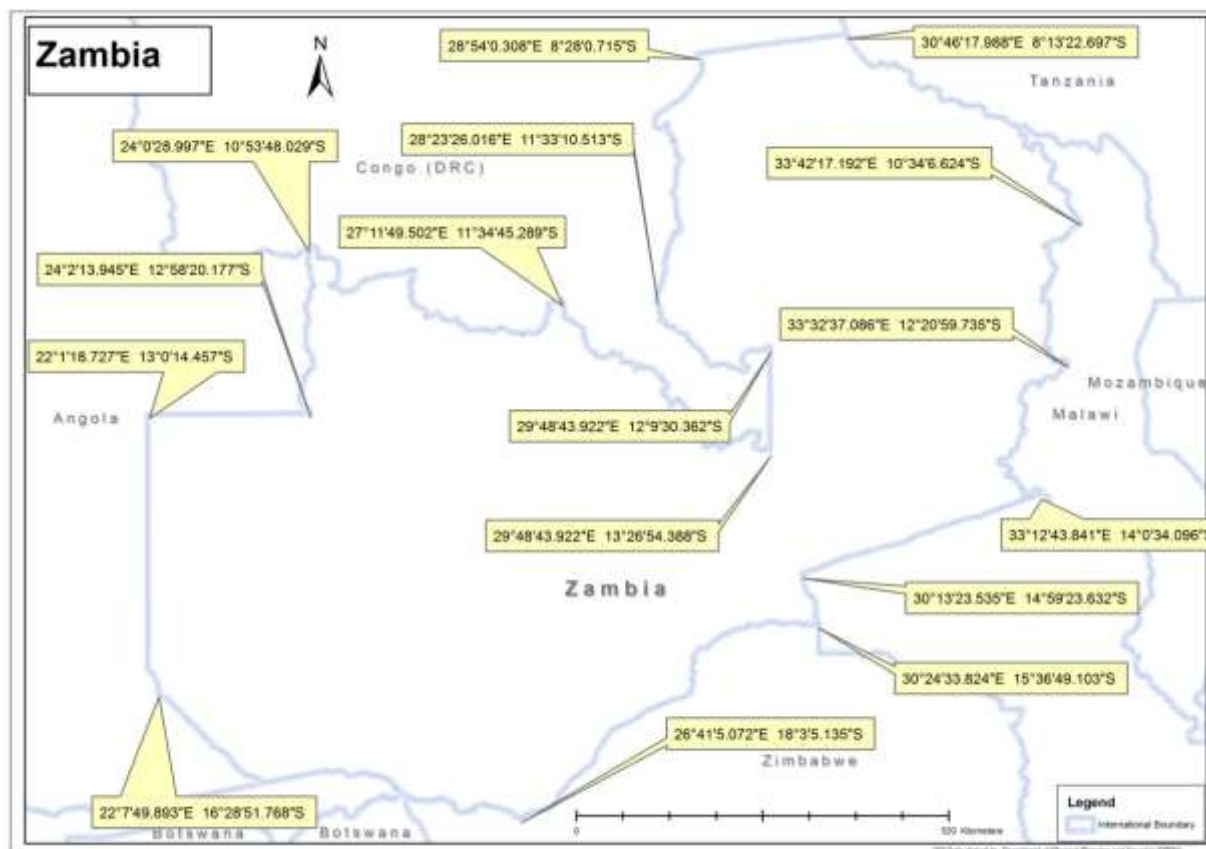 Zambia
N
28°54'0.308"E 8°28'0.715"S
30°46'17.988"E 8°13'22.697"S
Tanzania
24°0'28.997"E 10°53'48.029"S
28°23'26.016"E 11°33'10.513"S
Congo (DRC)
33°42'17.192"E 10°34'6.624"S
27°11'49.502"E 11°34'45.289"S
24°2'13.945"E 12°58'20.177"S
33°32'37.086"E 12°20'59.735"S
22°1'18.727"E 13°0'14.457"S
Mozambique
Angola
Malawi
29°48'43.922"E 12°9'30.362"S
29°48'43.922"E 13°26'54.388"S
33°12'43.841"E 14°0'34.096"S
Zambia
30°13'23.535"E 14°59'23.632"S
30°24'33.824"E 15°36'49.103"S
26°41'5.072"E 18°3'5.135"S
Zimbabwe
22°7'49.893"E 16°28'51.768"S
Botswana
Botswana
Legend
International Boundary
0
Kilometers